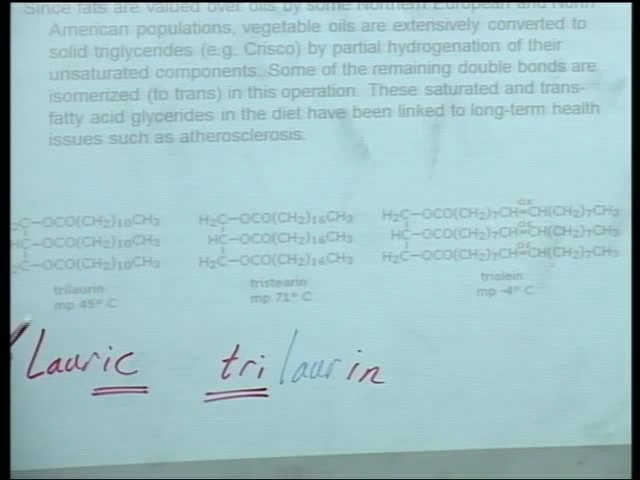 Since fats are valued over oils by some Northern European and North
American populations, vegetable oils are extensively converted to
solid triglycerides (e.g. Crisco) by partial hydrogenation of their
unsaturated components. Some of the remaining double bonds are
isomerized (to trans) in this operation. These saturated and trans-
fatty acid glycerides in the diet have been linked to long-term health
issues such as atherosclerosis.
2C–OCO(CH2)10CH3
HC–OCO(CH2)10CH3
2C–OCO(CH2)10CH3
trilaurin
mp 45° C
H2C–OCO(CH2)16CH3
HC–OCO(CH2)16CH3
H2C–OCO(CH2)16CH3
tristearin
mp 71° C
cis
H2C–OCO(CH2)7CH=CH(CH2)7CH3
cis
HC–OCO(CH2)7CH=CH(CH2)7CH3
cis
H2C–OCO(CH2)7CH=CH(CH2)7CH3
triolein
mp -4° C
Lauric trilaurin